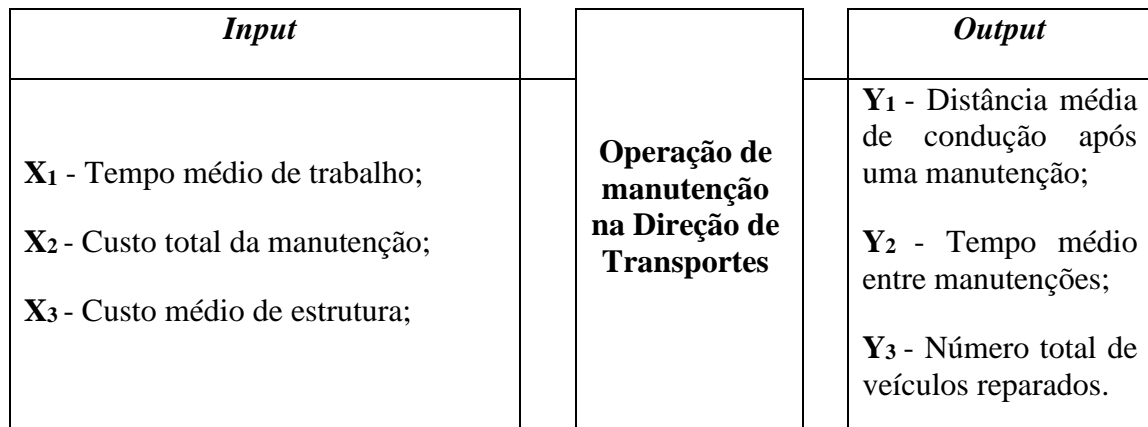 Input
X1 - Tempo médio de trabalho;
X2 - Custo total da manutenção;
X3 - Custo médio de estrutura;
Operação de
manutenção
na Direção de
Transportes
Output
Y1 - Distância média
de condução após
uma manutenção;
Y2 - Tempo médio
entre manutenções;
Y3 - Número total de
veículos reparados.